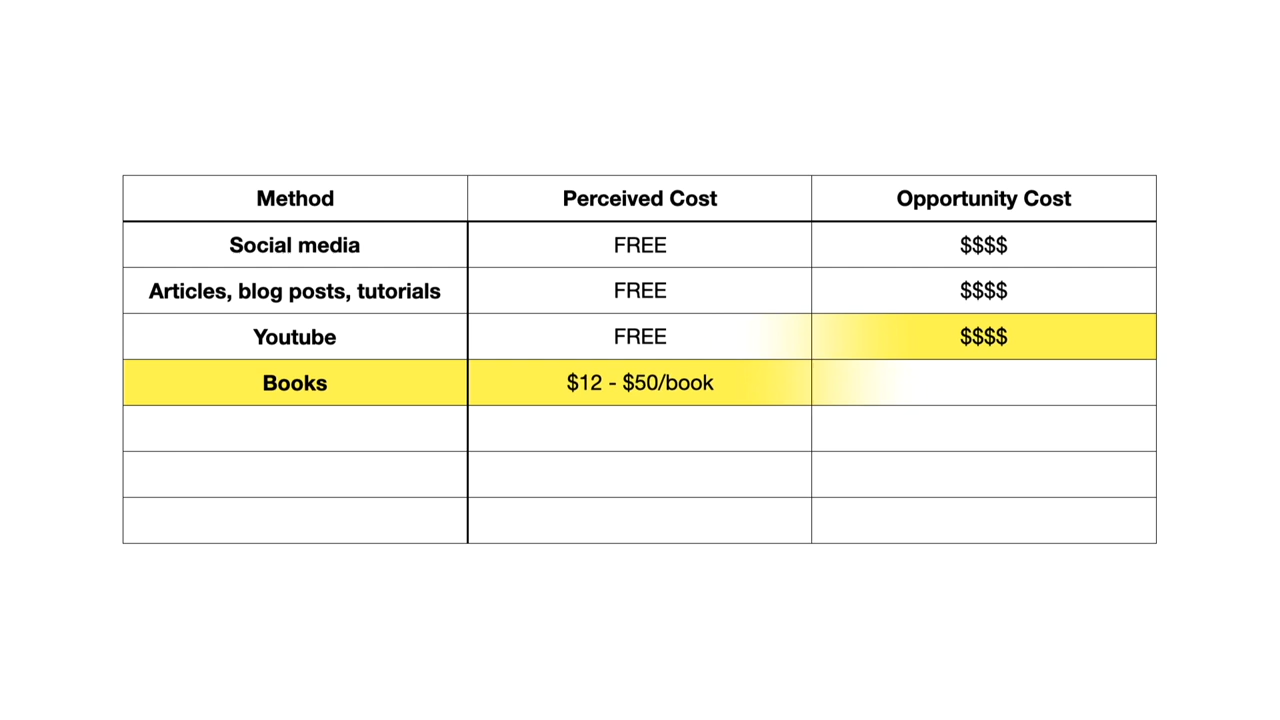 Method Perceived Cost Opportunity Cost
Social media FREE $$$$
Articles, blog posts, tutorials FREE $$$$
Youtube FREE $$$$
Books $12 - $50/book